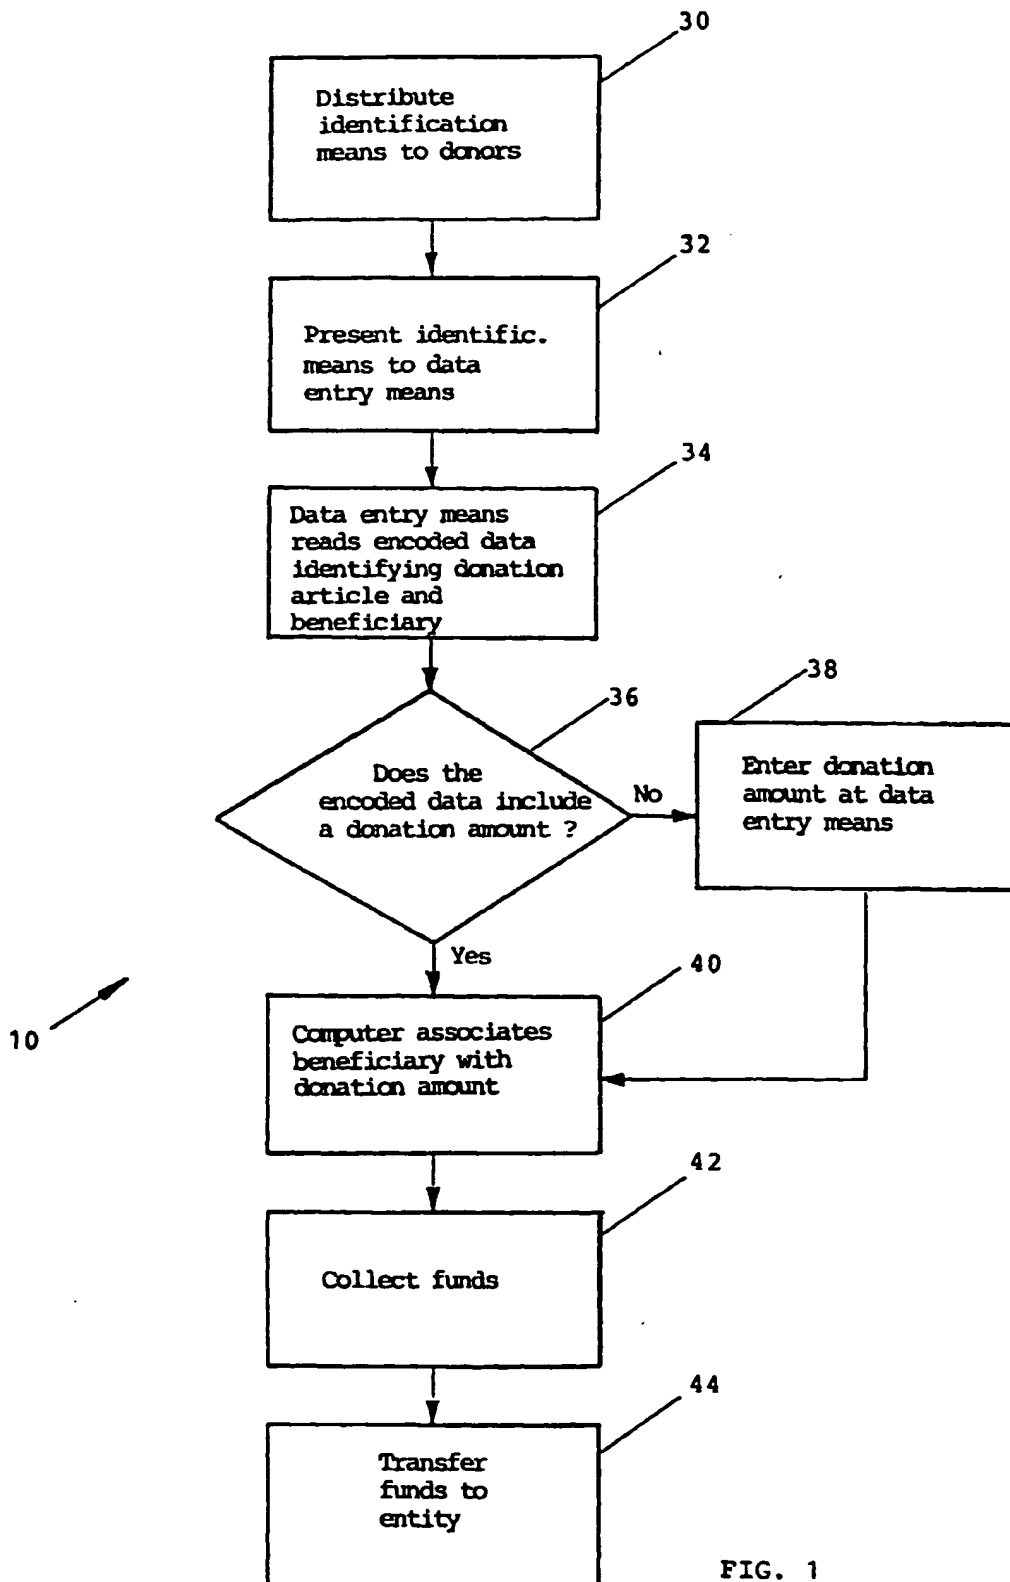 30
Distribute
identification
means to donors
32
Present identific.
means to data
entry means
34
Data entry means
reads encoded data
identifying donation
article and
beneficiary
36
Does the
encoded data include
a donation amount ?
No
38
Enter donation
amount at data
entry means
Yes
10
40
Computer associates
beneficiary with
donation amount
42
Collect funds
44
Transfer
funds to
entity
FIG. 1